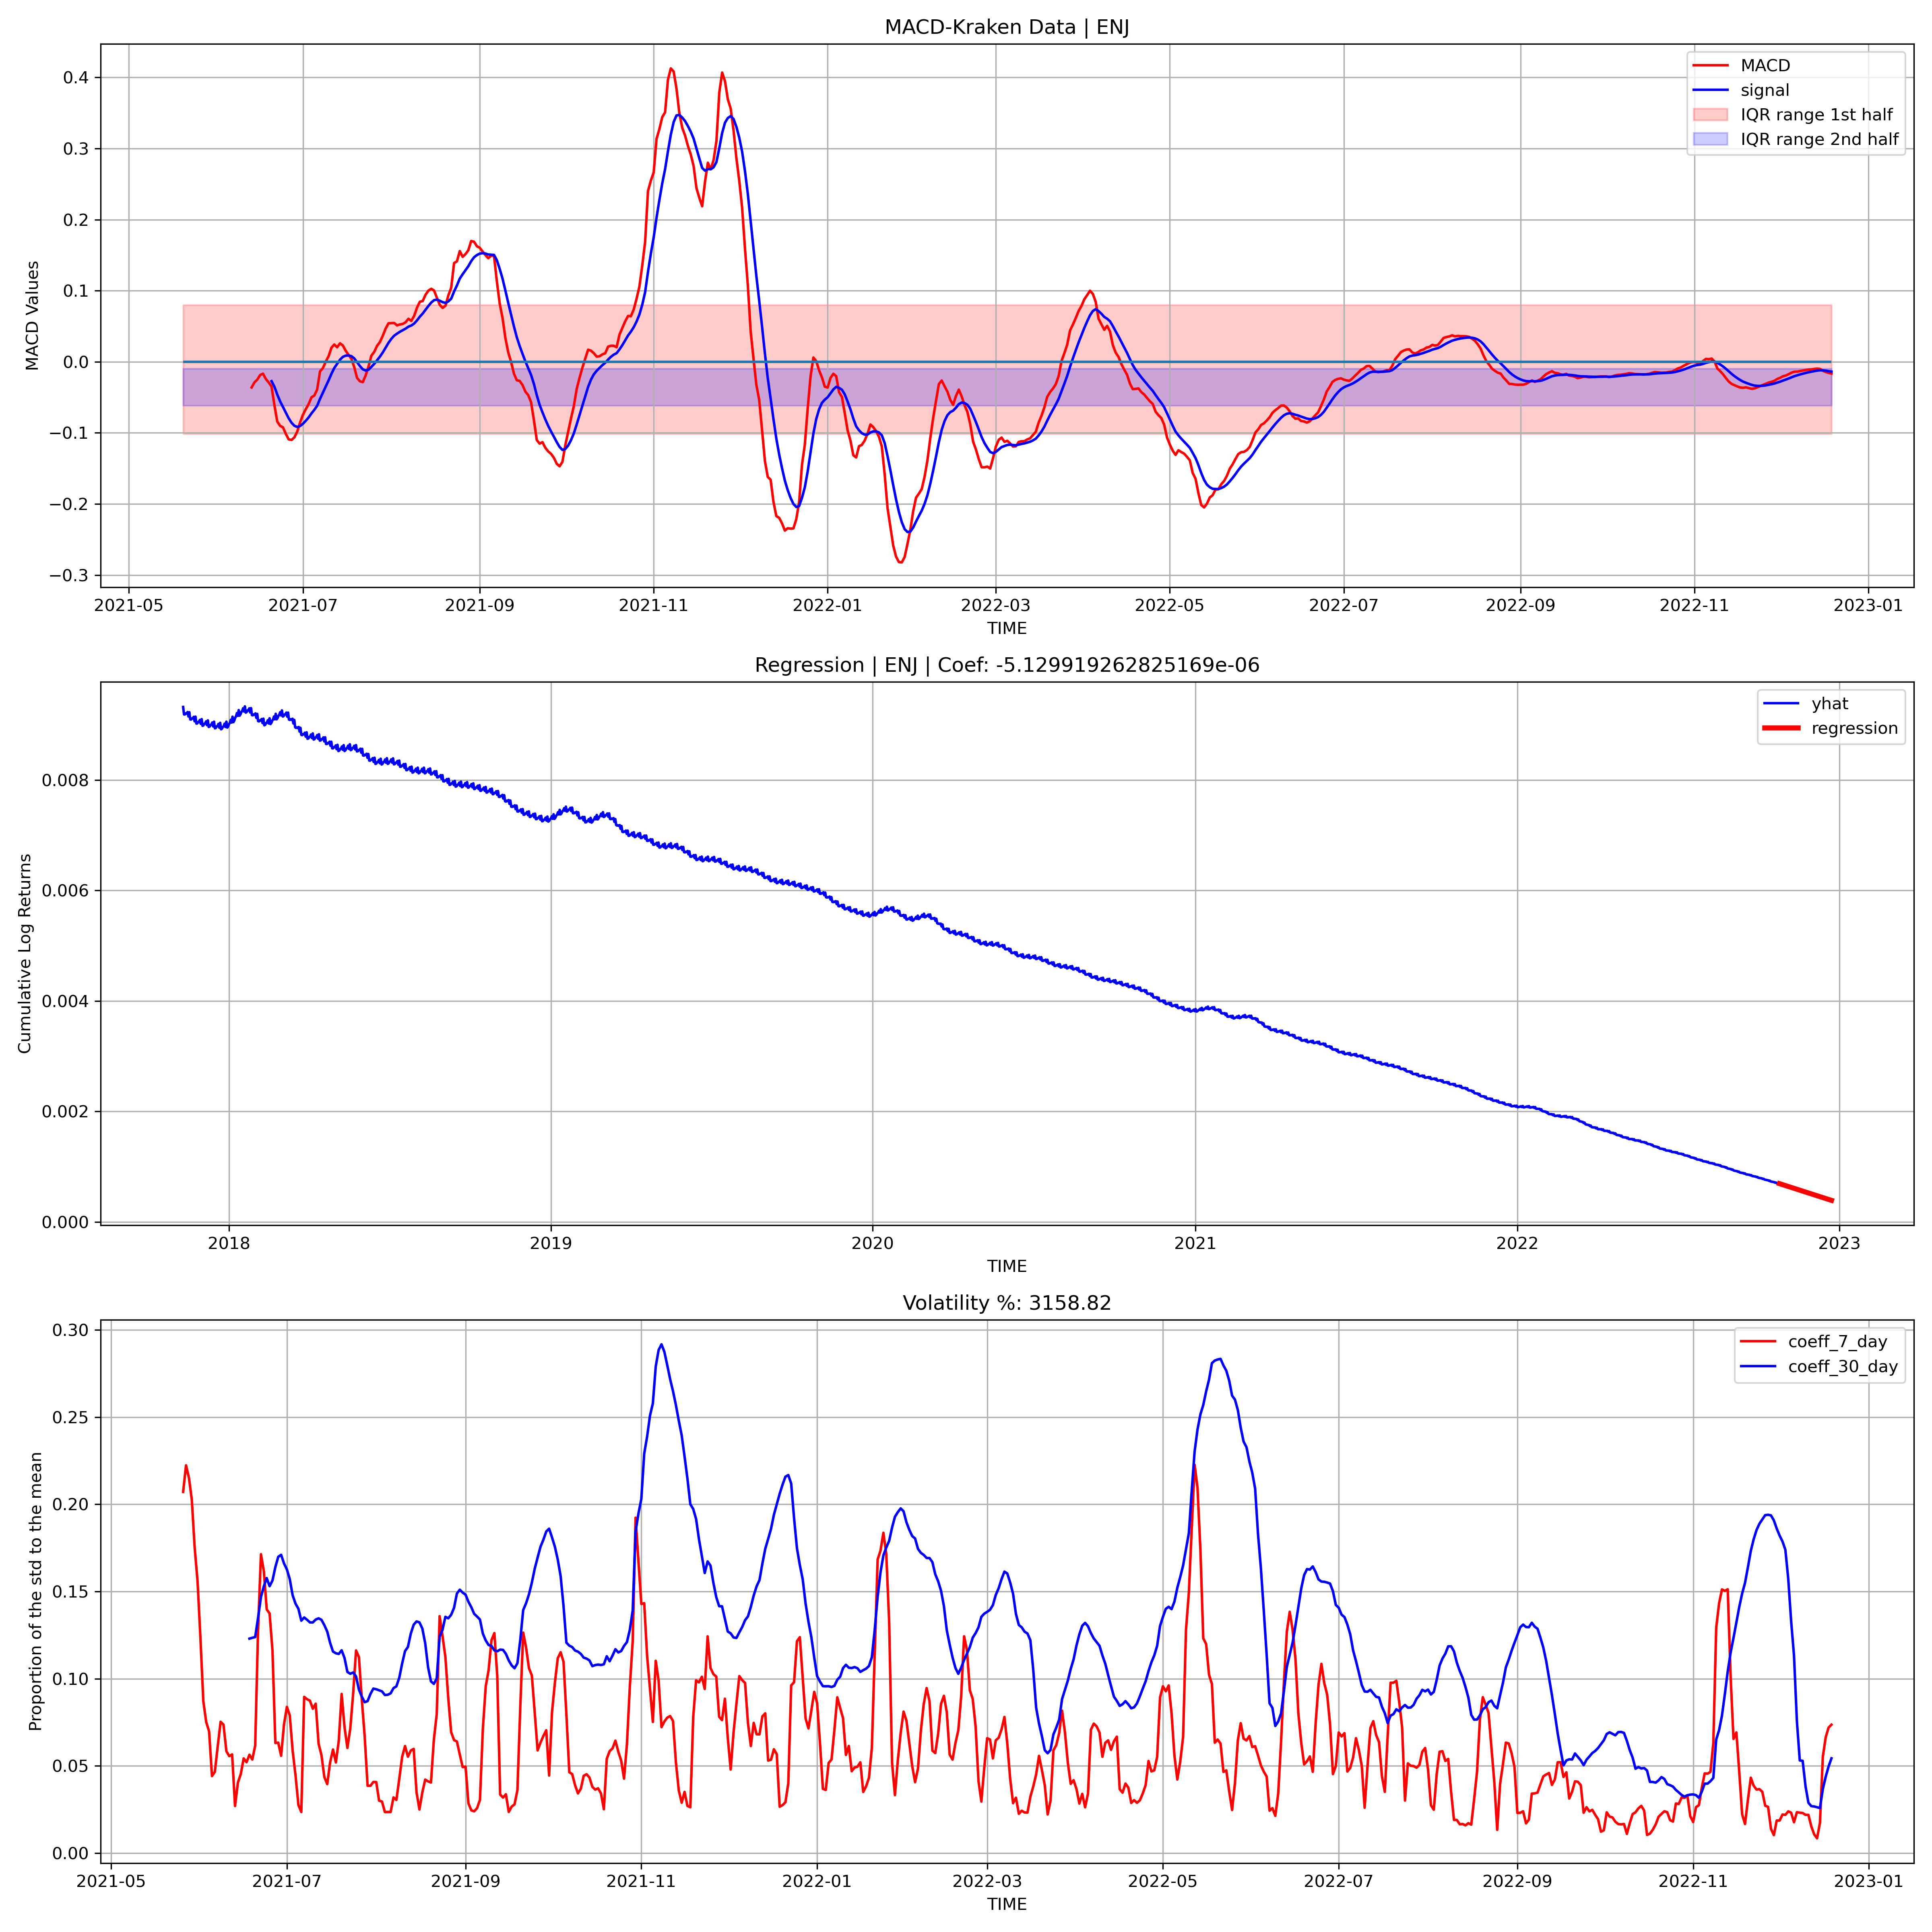 MACD-Kraken Data | ENJ
MACD
signal
IQR range 1st half
IQR range 2nd half
MACD Values
0.4
0.3
0.2
0.1
0.0
−0.1
−0.2
−0.3
2021-05 2021-07 2021-09 2021-11 2022-01 2022-03 2022-05 2022-07 2022-09 2022-11 2023-01
TIME
Regression | ENJ | Coef: -5.129919262825169e-06
yhat
regression
Cumulative Log Returns
0.008
0.006
0.004
0.002
0.000
2018 2019 2020 2021 2022 2023
TIME
Volatility %: 3158.82
coeff_7_day
coeff_30_day
Proportion of the std to the mean
0.30
0.25
0.20
0.15
0.10
0.05
0.00
2021-05 2021-07 2021-09 2021-11 2022-01 2022-03 2022-05 2022-07 2022-09 2022-11 2023-01
TIME